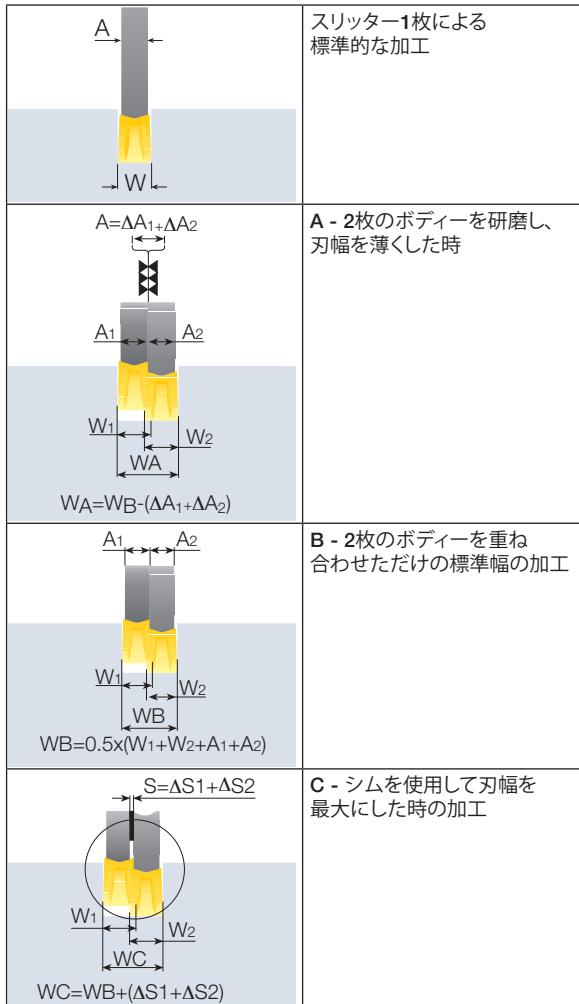 A
W
スリッター1枚による
標準的な加工
A=ΔA1+ΔA2
A1 A2
W1 W2
WA
WA=WB-(ΔA1+ΔA2)
A - 2枚のボディーを研磨し、
刃幅を薄くした時
A1 A2
W1 W2
WB
WB=0.5x(W1+W2+A1+A2)
B - 2枚のボディーを重ね
合わせただけの標準幅の加工
S=ΔS1+ΔS2
W1 W2
WC
WC=WB+(ΔS1+ΔS2)
C - シムを使用して刃幅を
最大にした時の加工